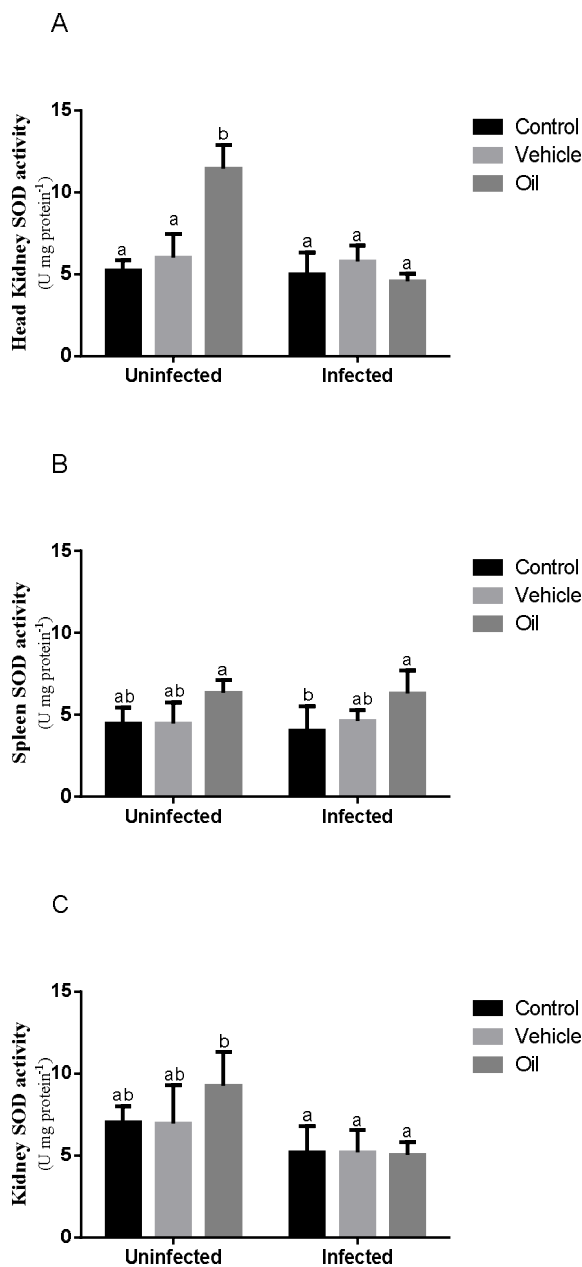 A
Head Kidney SOD activity
(U mg protein-1)
15
10
5
0
a
a
b
a
a
a
Uninfected
Infected
Control
Vehicle
Oil
B
Spleen SOD activity
(U mg protein-1)
15
10
5
0
ab
ab
a
b
ab
a
Uninfected
Infected
Control
Vehicle
Oil
C
Kidney SOD activity
(U mg protein-1)
15
10
5
0
ab
ab
b
a
a
a
Uninfected
Infected
Control
Vehicle
Oil